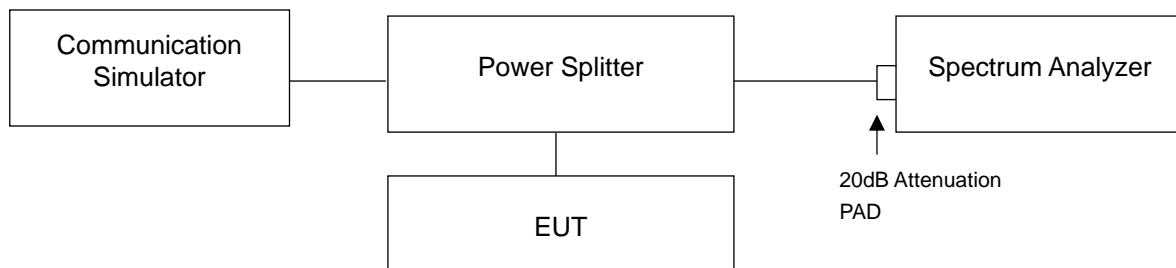 Communication
Simulator
Power Splitter
Spectrum Analyzer
20dB Attenuation
PAD
EUT